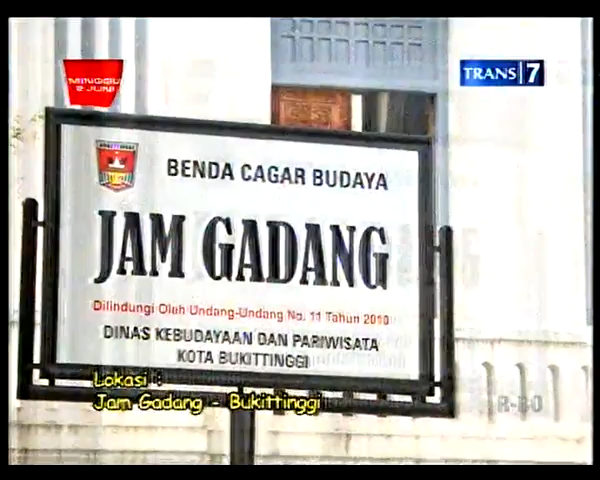 MINGGU
2 JUNI
TRANS|7
BENDA CAGAR BUDAYA
JAM GADANG
Dilindungi Oleh Undang-Undang No. 11 Tahun 2010
DINAS KEBUDAYAAN DAN PARIWISATA
KOTA BUKITTINGGI
Lokasi :
Jam Gadang - Bukittinggi
R-BO